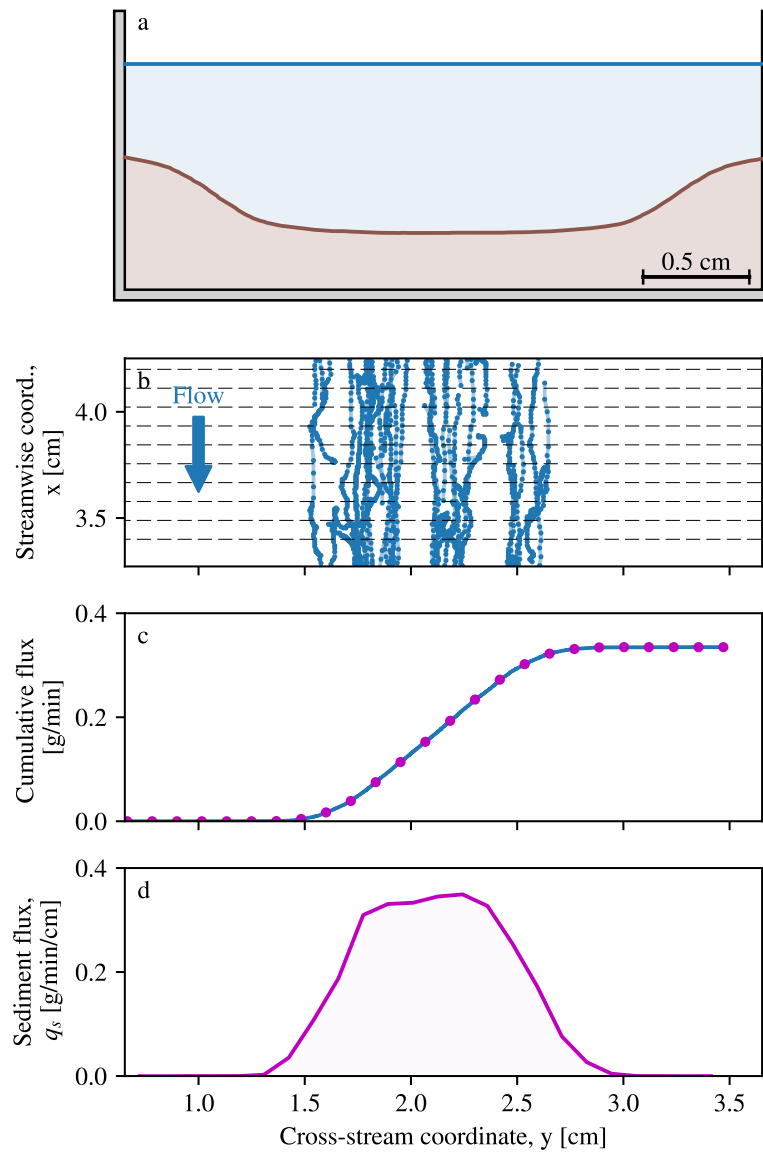 a
0.5 cm
b
Flow
4.0
3.5
Streamwise coord.,
x [cm]
c
0.4
0.2
0.0
Cumulative flux
[g/min]
d
0.4
0.2
0.0
Sediment flux,
qₛ [g/min/cm]
1.0 1.5 2.0 2.5 3.0 3.5
Cross-stream coordinate, y [cm]